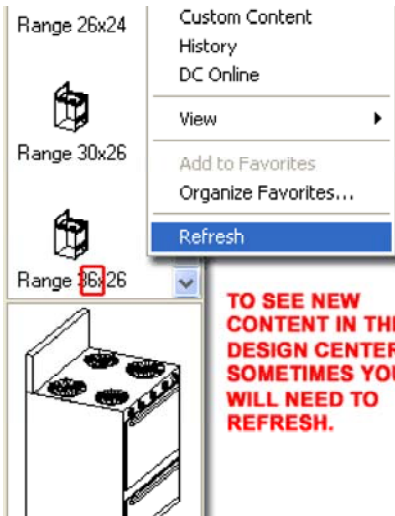 Range 26x24
Range 30x26
Range 36x26
Custom Content
History
DC Online
View
Add to Favorites
Organize Favorites...
Refresh
TO SEE NEW
CONTENT IN TH
DESIGN CENTER
SOMETIMES YOU
WILL NEED TO
REFRESH.